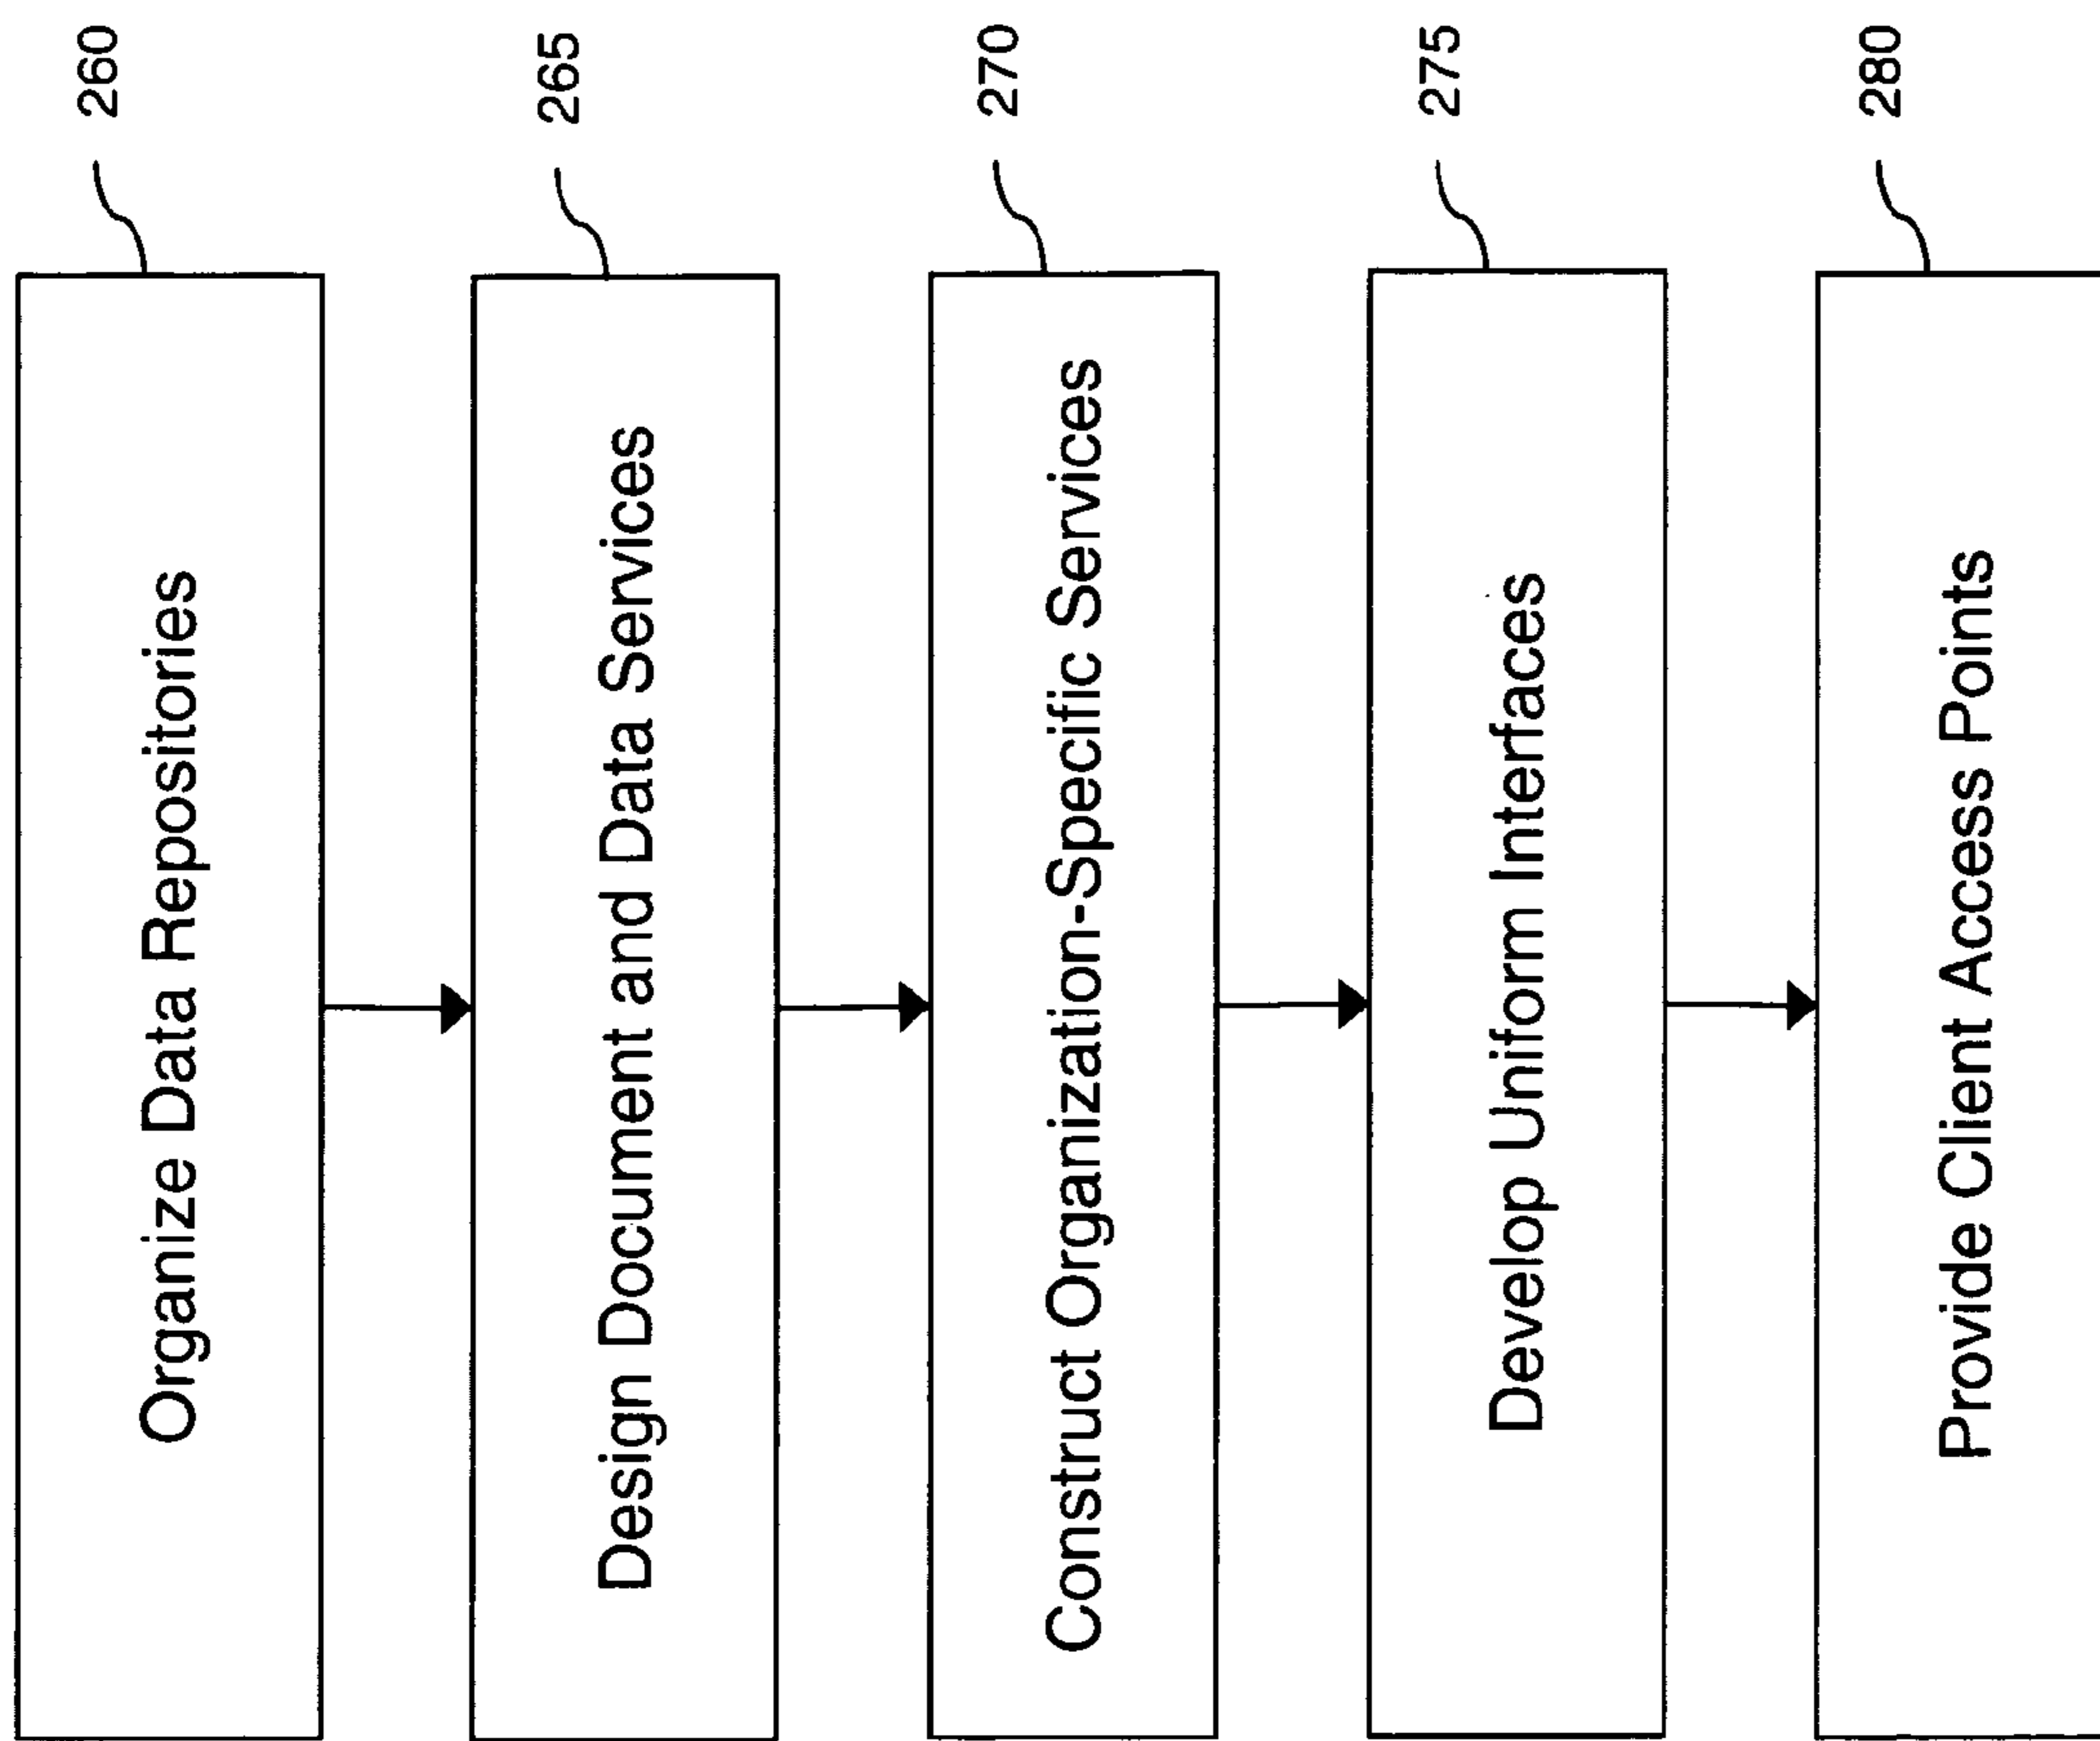 Organize Data Repositories
260
Design Document and Data Services
265
Construct Organization-Specific Services
270
Develop Uniform Interfaces
275
Provide Client Access Points
280